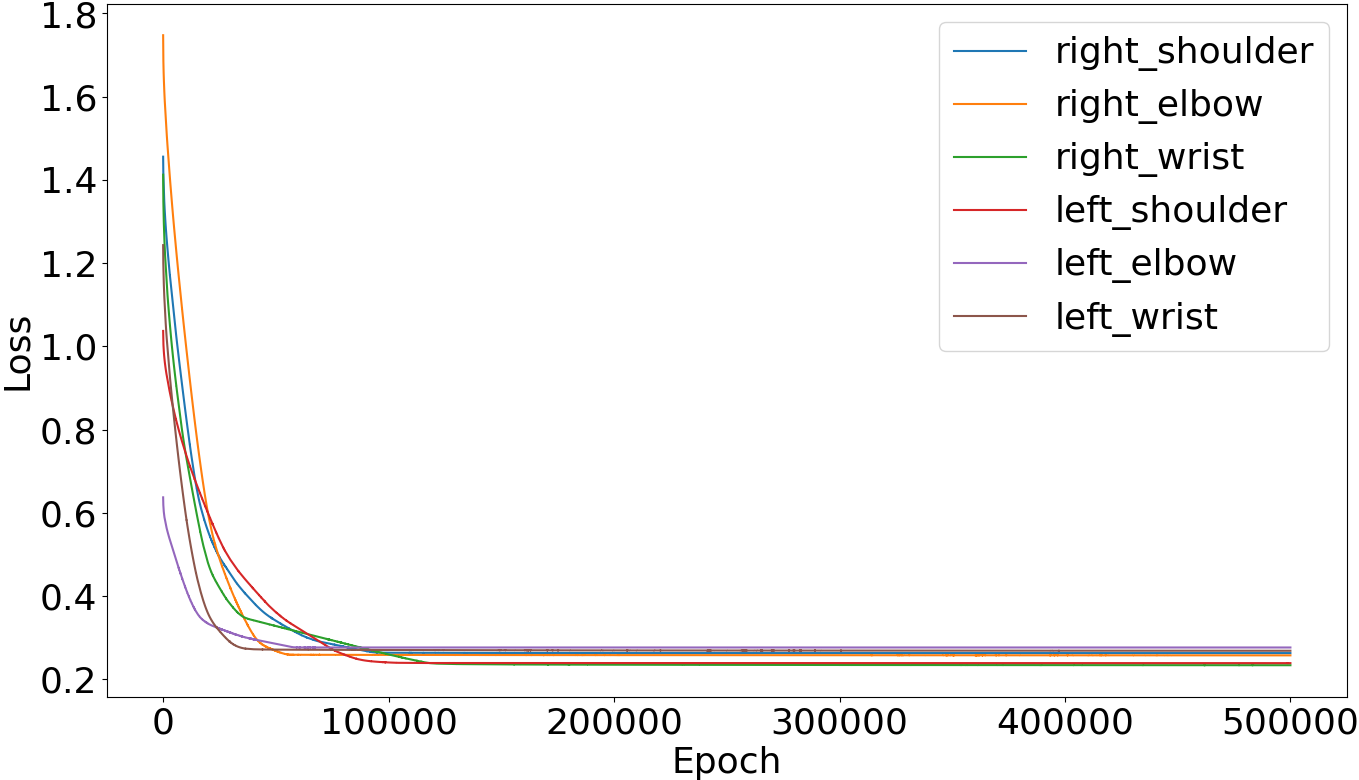 1.8
1.6
1.4
1.2
1.0
0.8
0.6
0.4
0.2
Loss
right_shoulder
right_elbow
right_wrist
left_shoulder
left_elbow
left_wrist
0 100000 200000 300000 400000 500000
Epoch